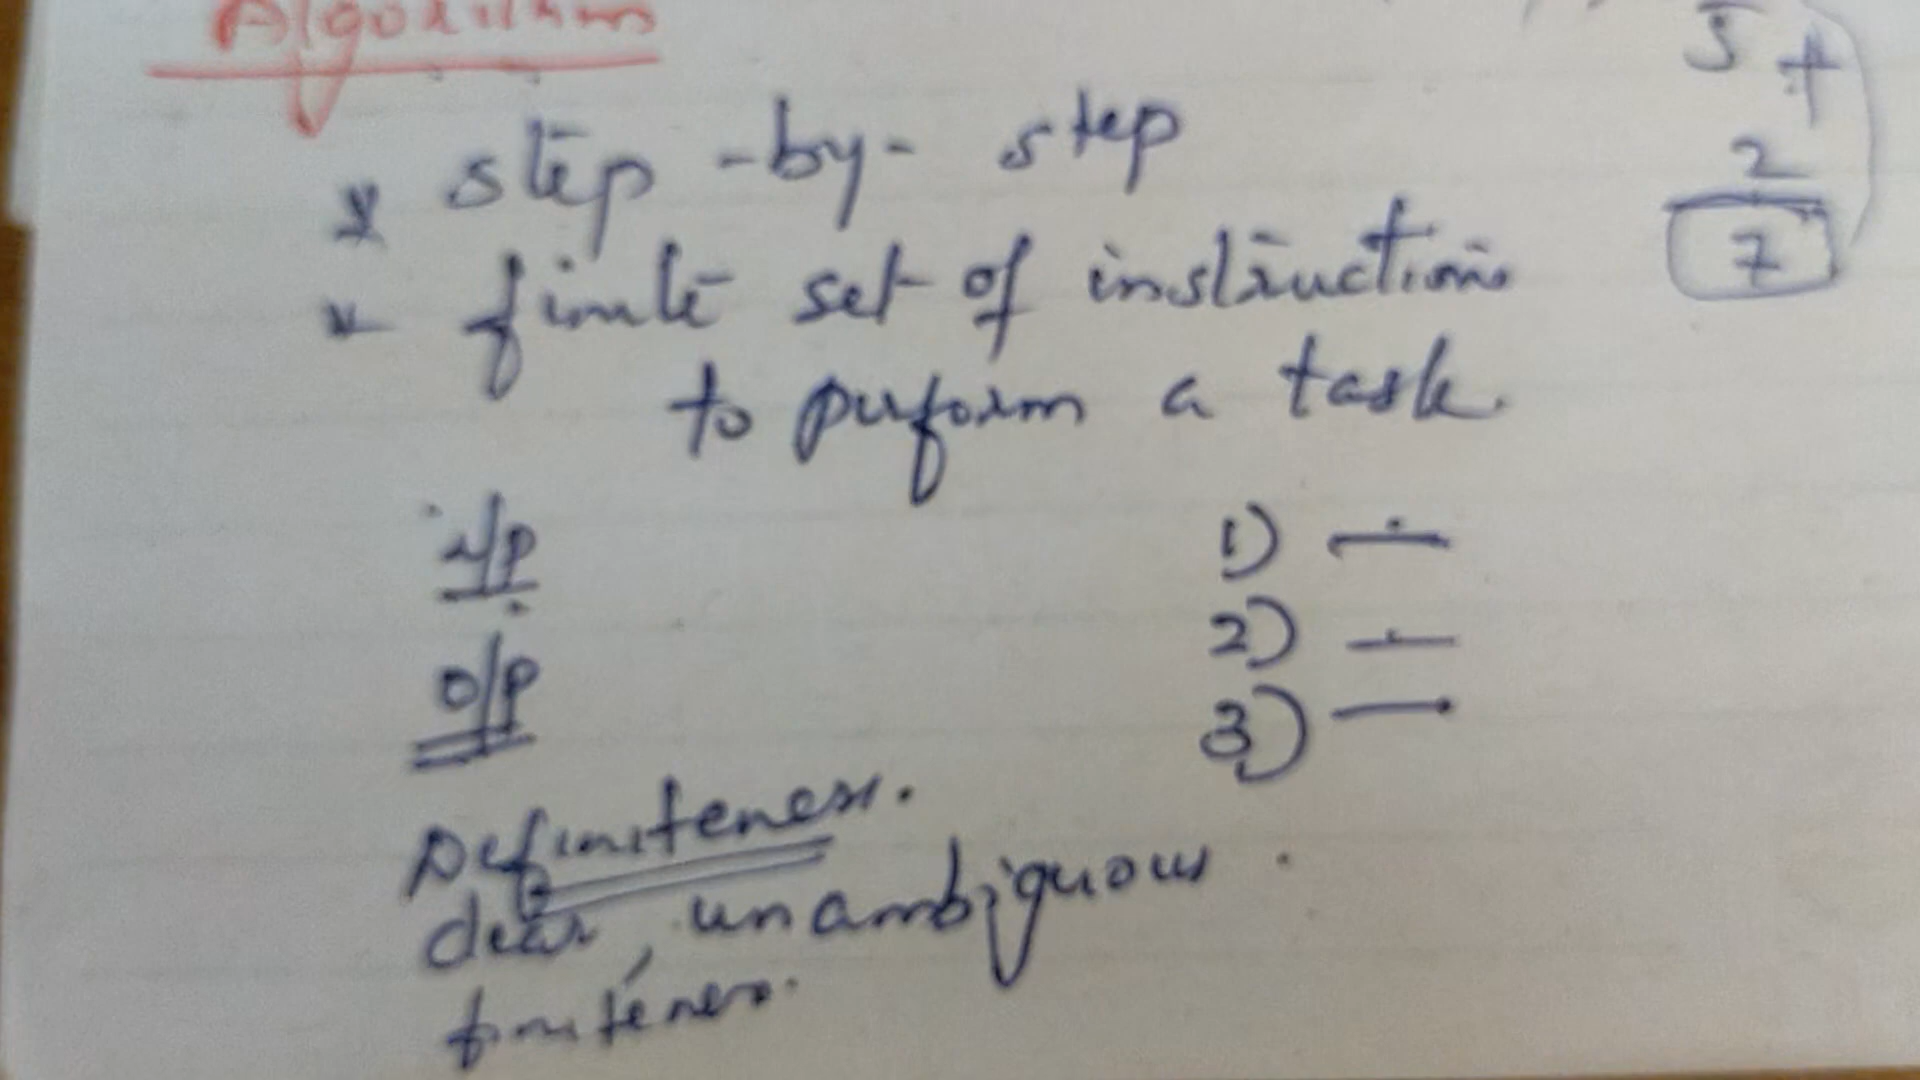 Algorithm
* step-by-step
* finite set of instructions
to perform a task.
i/p
o/p
1) —
2) —
3) —
Definiteness.
clear, unambiguous.
finiteness.
5 +
2
7